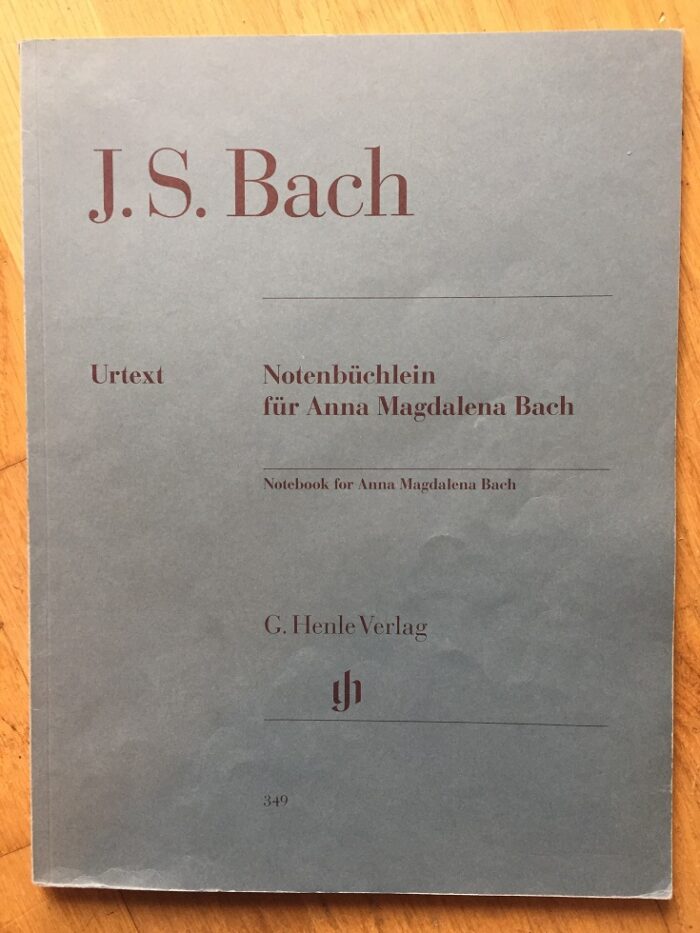 J. S. Bach
Urtext
Notenbüchlein
für Anna Magdalena Bach
Notebook for Anna Magdalena Bach
G. Henle Verlag
349